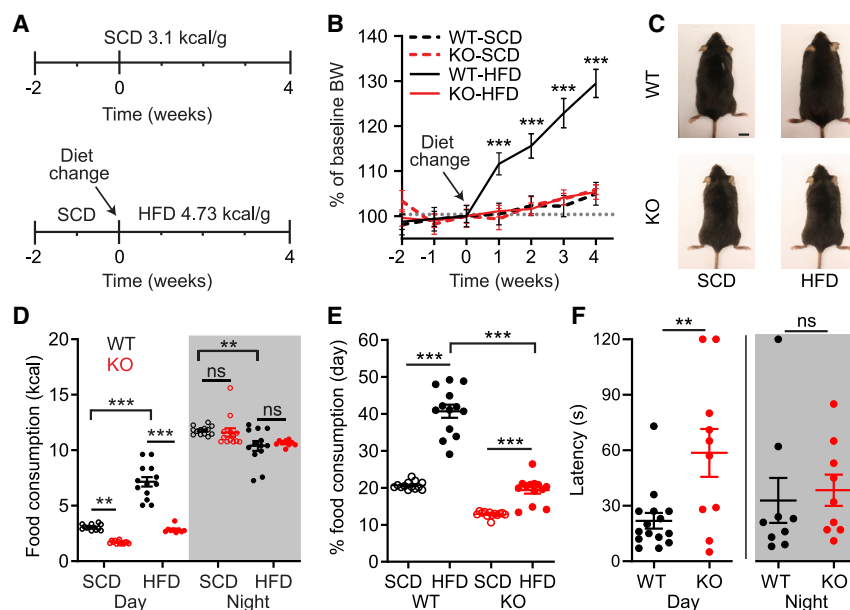 A
SCD 3.1 kcal/g
-2 0 4
Time (weeks)
Diet
change
SCD HFD 4.73 kcal/g
-2 0 4
Time (weeks)
B
WT-SCD
KO-SCD
WT-HFD
KO-HFD
% of baseline BW
140
130
120
110
100
Diet
change
*** *** *** ***
-2 -1 0 1 2 3 4
Time (weeks)
C
WT
KO
SCD HFD
D
WT
KO
Food consumption (kcal)
20
15
10
5
0
** *** *** ** ns ns
SCD HFD SCD HFD
Day Night
E
% food consumption (day)
60
50
40
30
20
10
0
*** *** ***
SCD HFD SCD HFD
WT KO
F
Latency (s)
120
90
60
30
0
** ns
WT KO WT KO
Day Night